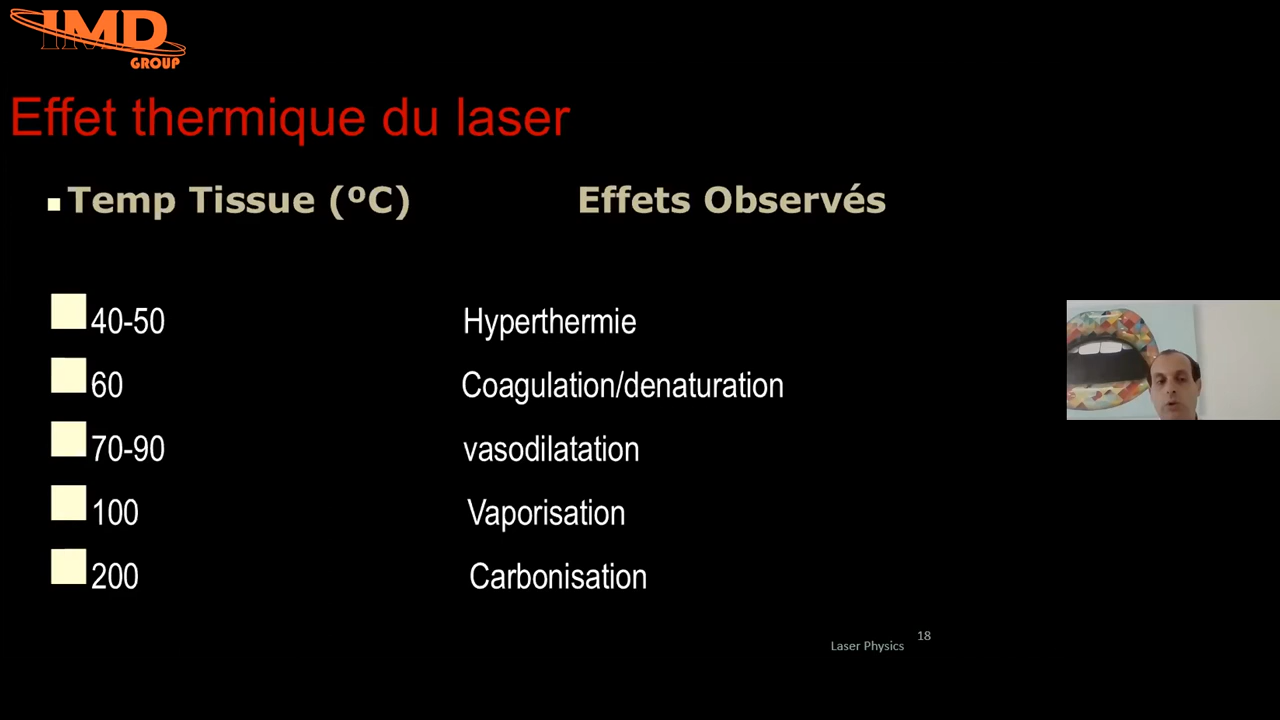 IMD
GROUP
Effet thermique du laser
Temp Tissue (ºC) Effets Observés
40-50 Hyperthermie
60 Coagulation/denaturation
70-90 vasodilatation
100 Vaporisation
200 Carbonisation
Laser Physics 18